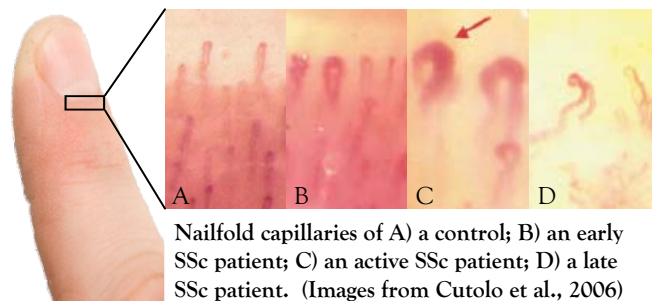 A B C D
Nailfold capillaries of A) a control; B) an early
SSc patient; C) an active SSc patient; D) a late
SSc patient. (Images from Cutolo et al., 2006)